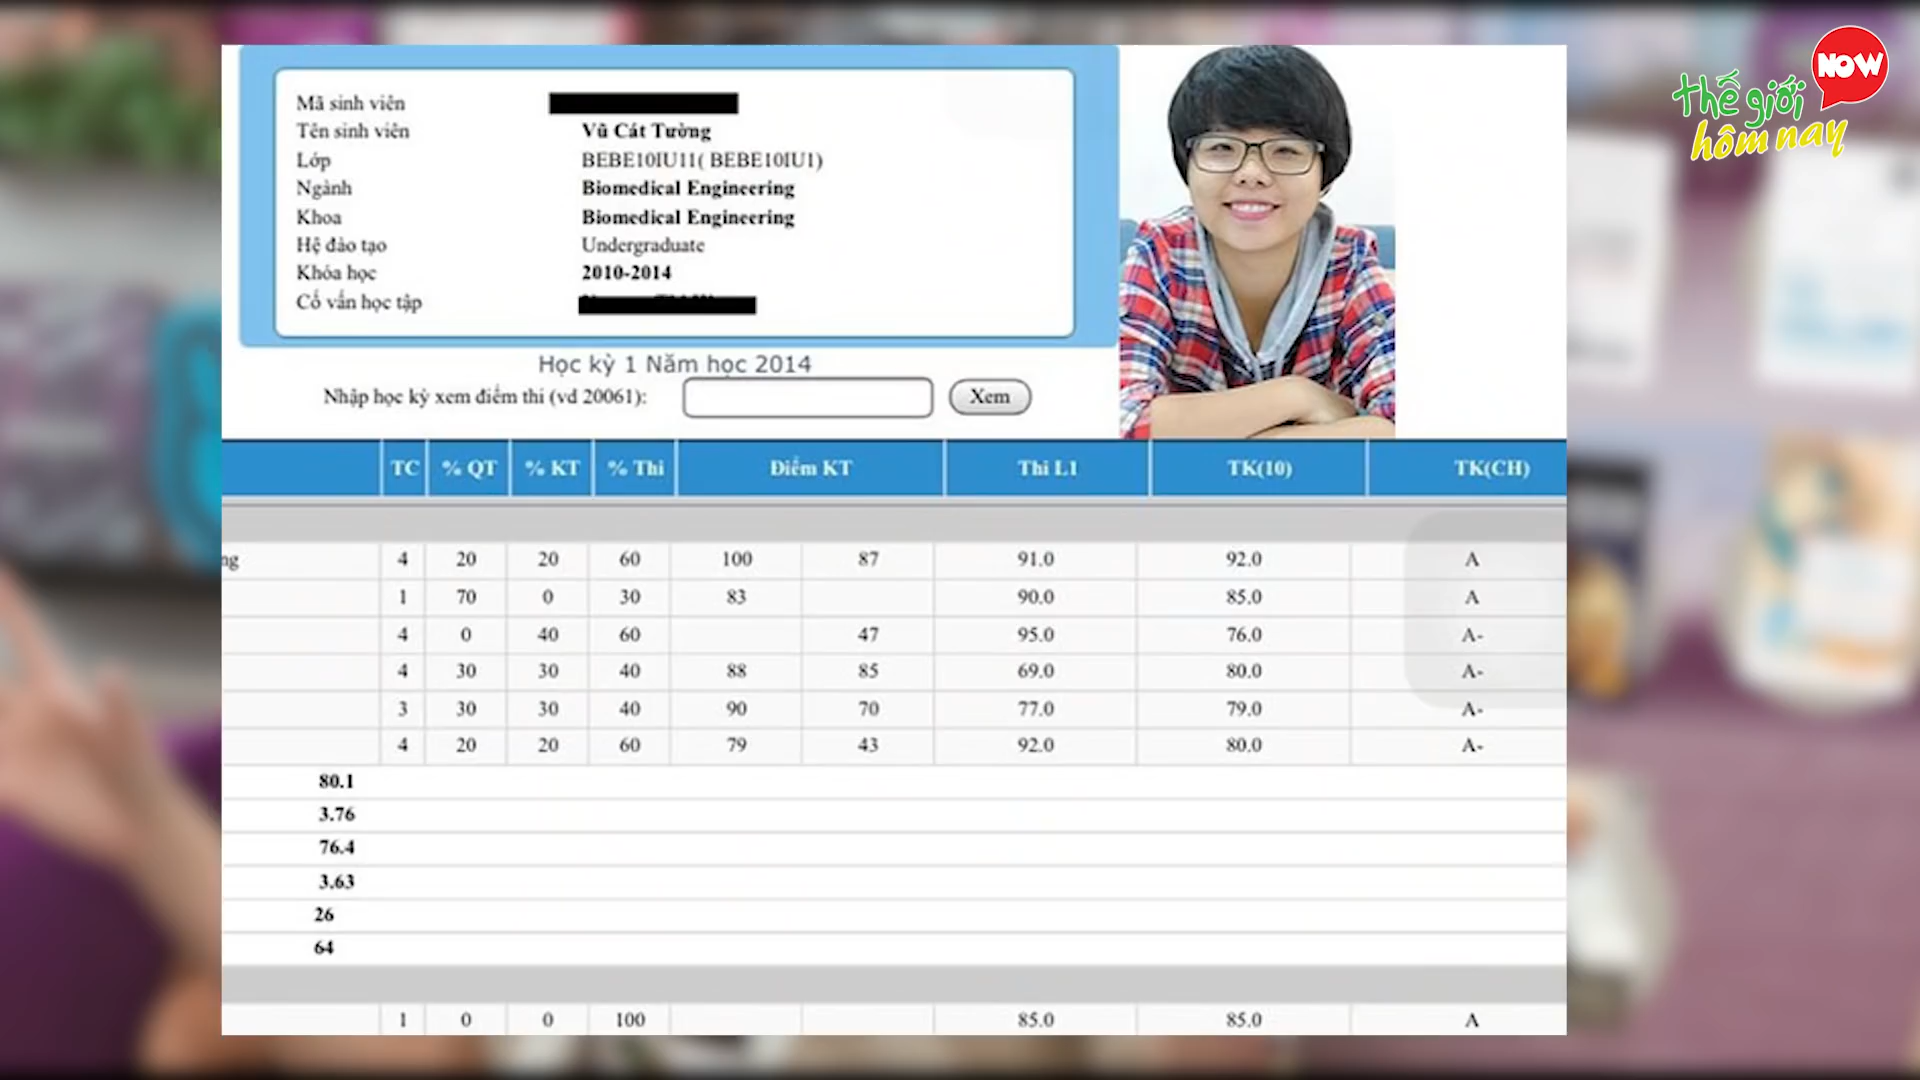 NOW
thế giới
hôm nay
Mã sinh viên
Tên sinh viên Vũ Cát Tường
Lớp BEBE10IU11( BEBE10IU1)
Ngành Biomedical Engineering
Khoa Biomedical Engineering
Hệ đào tạo Undergraduate
Khóa học 2010-2014
Cố vấn học tập
Học kỳ 1 Năm học 2014
Nhập học kỳ xem điểm thi (vd 20061): Xem
TC % QT % KT % Thi Điểm KT Thi L1 TK(10) TK(CH)
ng 4 20 20 60 100 87 91.0 92.0 A
1 70 0 30 83 90.0 85.0 A
4 0 40 60 47 95.0 76.0 A-
4 30 30 40 88 85 69.0 80.0 A-
3 30 30 40 90 70 77.0 79.0 A-
4 20 20 60 79 43 92.0 80.0 A-
80.1
3.76
76.4
3.63
26
64
1 0 0 100 85.0 85.0 A